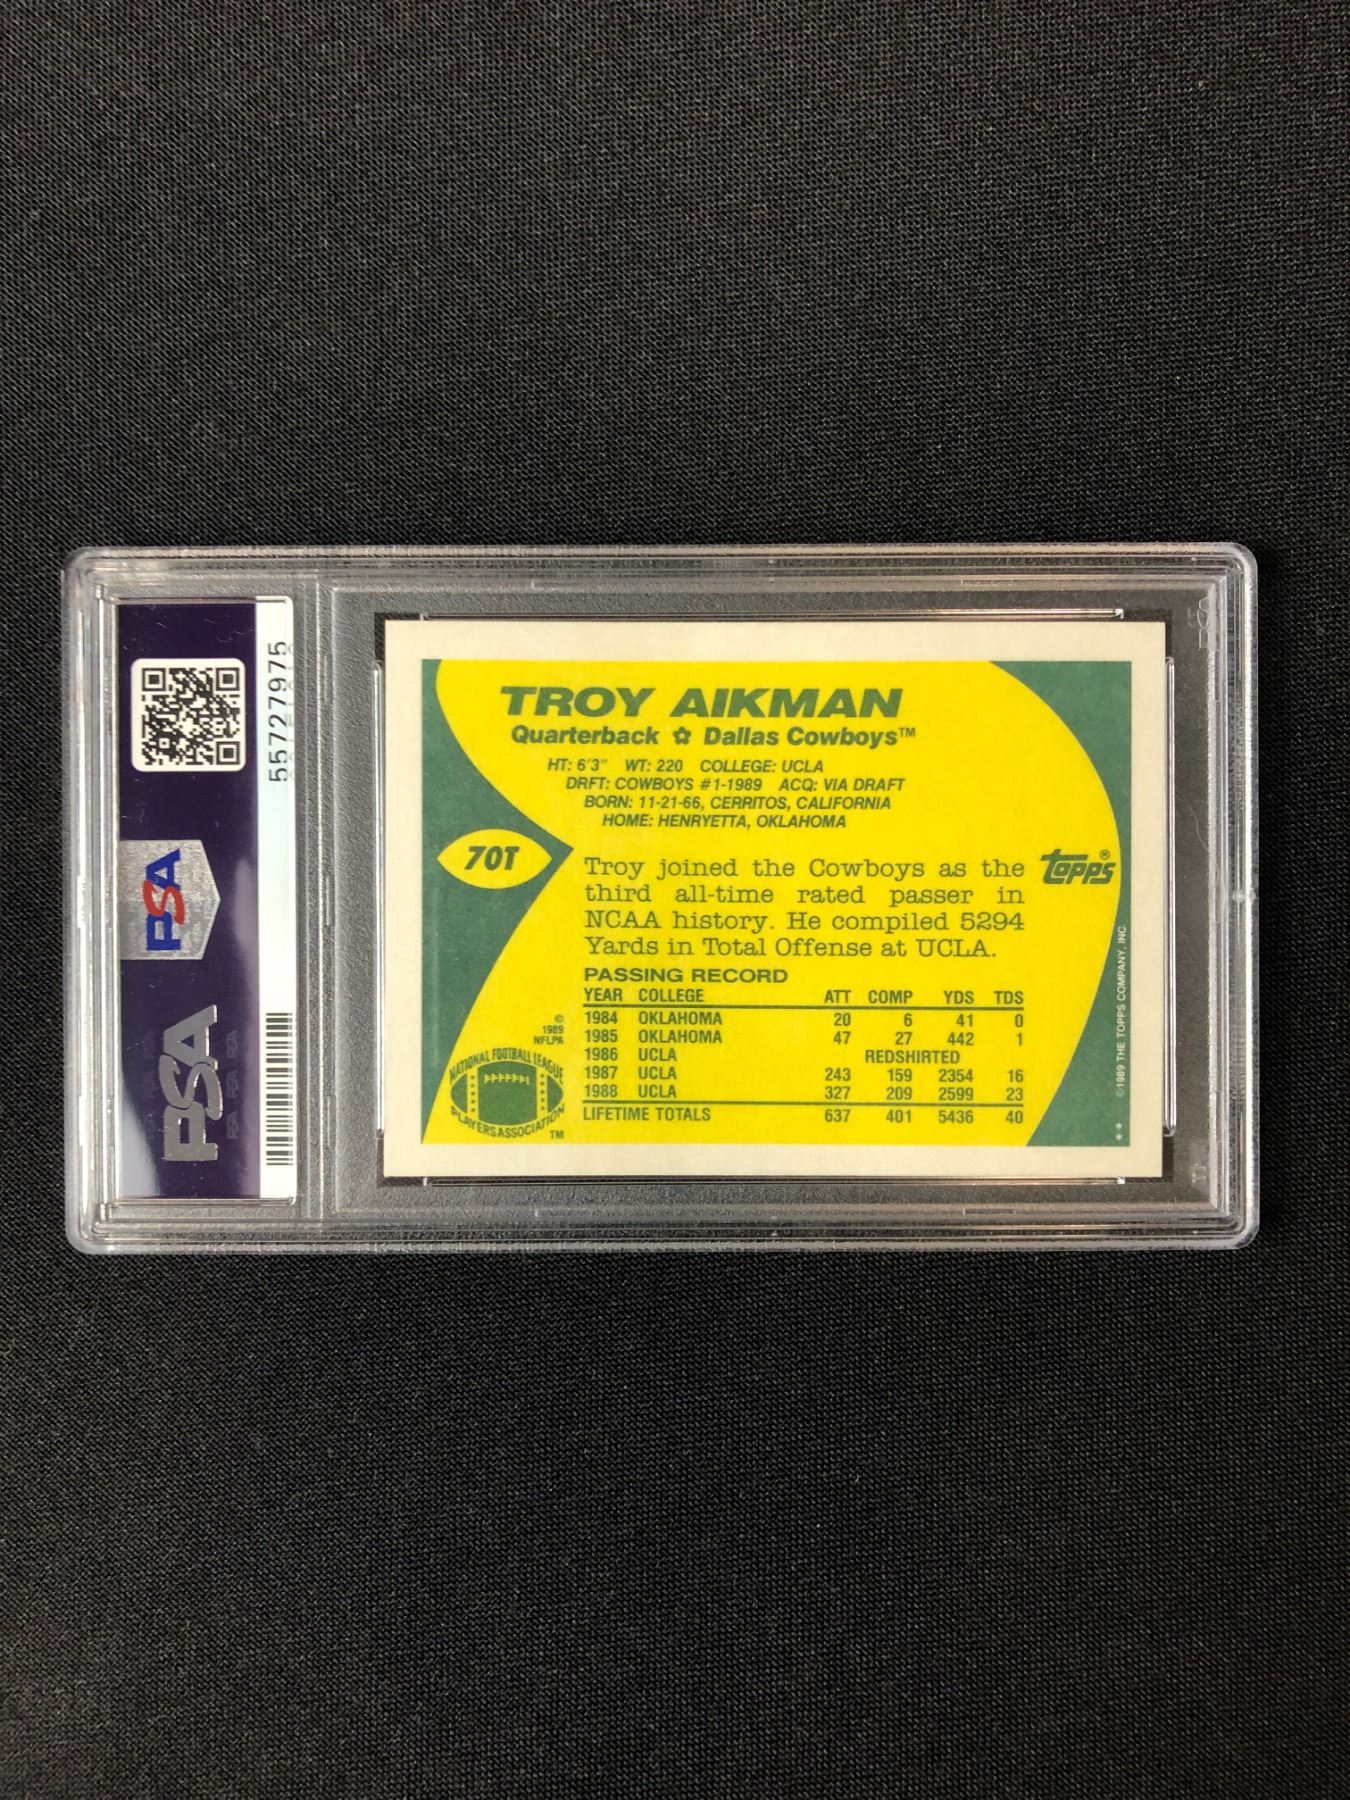 55727975
PSA
PSA
TROY AIKMAN
Quarterback ✩ Dallas Cowboys™
HT: 6'3" WT: 220 COLLEGE: UCLA
DRFT: COWBOYS #1-1989 ACQ: VIA DRAFT
BORN: 11-21-66, CERRITOS, CALIFORNIA
HOME: HENRYETTA, OKLAHOMA
70T
Troy joined the Cowboys as the
third all-time rated passer in
NCAA history. He compiled 5294
Yards in Total Offense at UCLA.
topps®
PASSING RECORD
YEAR COLLEGE ATT COMP YDS TDS
1984 OKLAHOMA 20 6 41 0
1985 OKLAHOMA 47 27 442 1
1986 UCLA REDSHIRTED
1987 UCLA 243 159 2354 16
1988 UCLA 327 209 2599 23
LIFETIME TOTALS 637 401 5436 40
©
1989
NFLPA
NATIONAL FOOTBALL LEAGUE
PLAYERS ASSOCIATION
™
©1989 THE TOPPS COMPANY, INC.
**